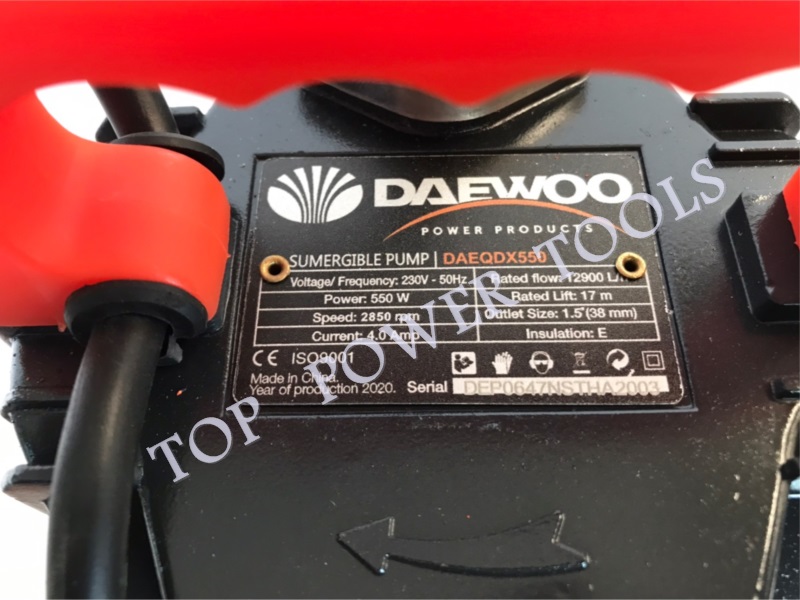 DAEWOO
POWER PRODUCTS
SUMERGIBLE PUMP | DAEQDX550
Voltage/ Frequency: 230V - 50Hz
Rated flow: 12900 L/h
Power: 550 W
Rated Lift: 17 m
Speed: 2850 rpm
Outlet Size: 1.5"(38 mm)
Current: 4.0 Amp
Insulation: E
CE ISO9001
Made in China.
Year of production 2020.
Serial DEP0647NSTHA2003
TOP POWER TOOLS